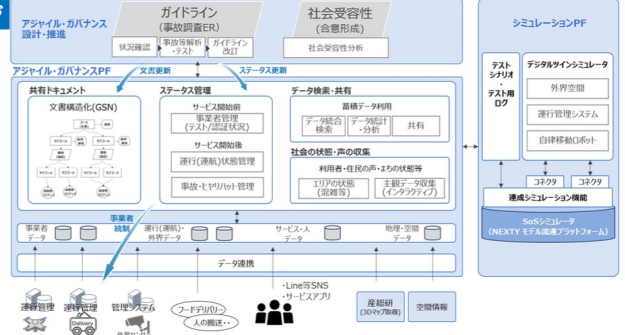 アジャイル・ガバナンス
設計・推進
ガイドライン
(事故調査ER)
状況確認
事故等解析
・テスト
ガイドライン
改訂
社会受容性
(合意形成)
社会受容性分析
アジャイル・ガバナンスPF
文書更新
ステータス更新
共有ドキュメント
文書構造化(GSN)
ステータス管理
サービス開始前
事業者管理
(テスト/認証状況)
サービス開始後
運行(運航)状態管理
事故・ヒヤリハット管理
データ検索・共有
蓄積データ利用
データ統合
検索
データ統計
・分析
共有
社会の状態・声の収集
利用者・住民の声・まちの状態等
エリアの状態
(混雑等)
主観データ収集
(インタラクティブ)
事業者
統制
事業者
データ
運行(運航)・
外界データ
サービス・人
データ
地理・空間
データ
データ連携
運行管理
運行管理
管理システム
Delivery
フードデリバリー
人の搬送・・
・Line等SNS
・サービスアプリ
産総研
(3Dマップ取得)
空間情報
シミュレーションPF
テスト
シナリオ
・
テスト用
ログ
デジタルツインシミュレータ
外界空間
運行管理システム
自律移動ロボット
コネクタ
コネクタ
連成シミュレーション機能
SoSシミュレータ
(NEXTY モデル流通プラットフォーム)